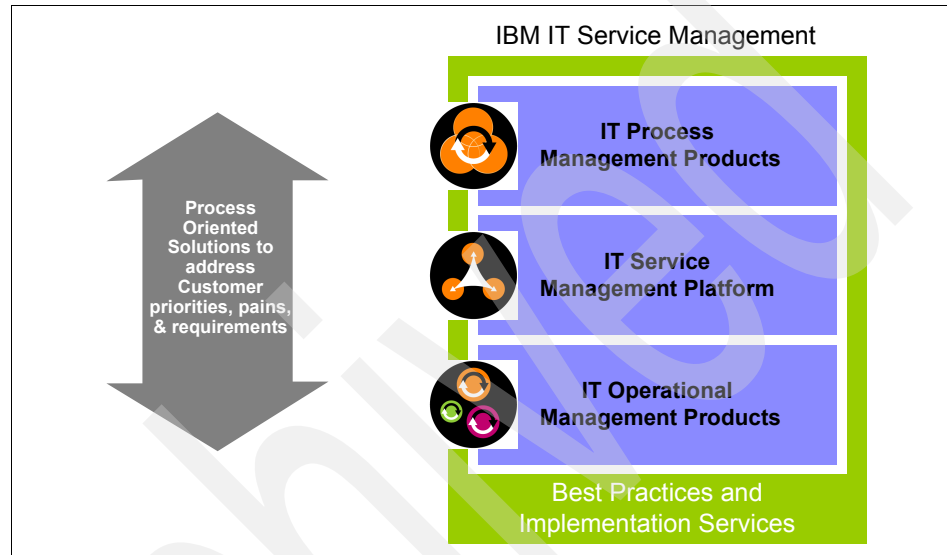 IBM IT Service Management
IT Process
Management Products
Process
Oriented
Solutions to
address
Customer
priorities, pains,
& requirements
IT Service
Management Platform
IT Operational
Management Products
Best Practices and
Implementation Services